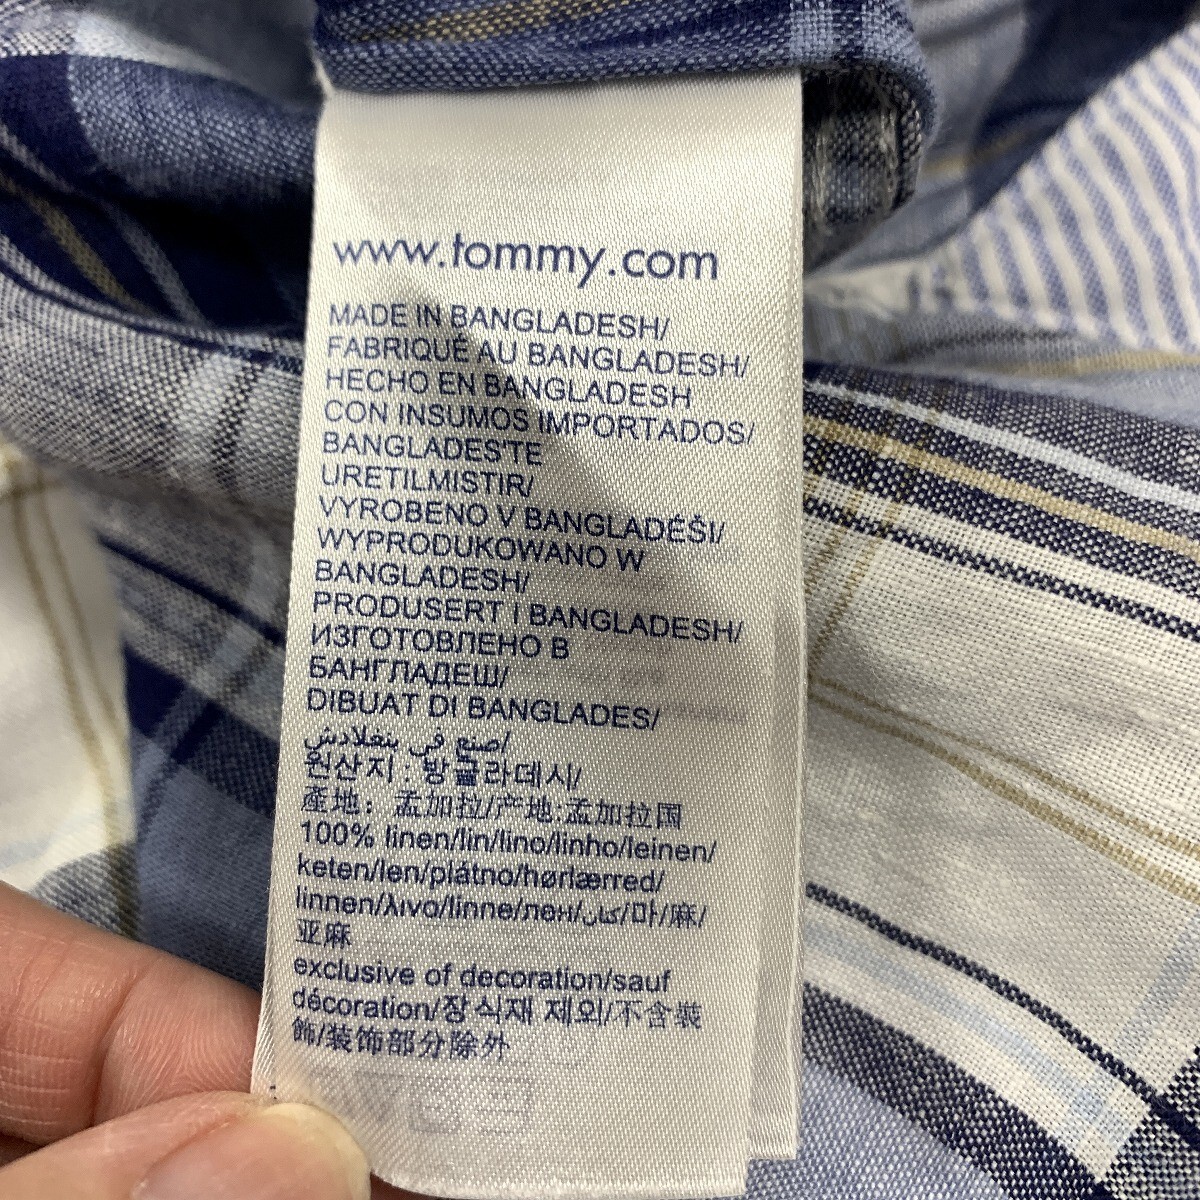 www.tommy.com
MADE IN BANGLADESH/
FABRIQUÉ AU BANGLADESH/
HECHO EN BANGLADESH
CON INSUMOS IMPORTADOS/
BANGLADES'TE
URETILMISTIR/
VYROBENO V BANGLADÉŠI/
WYPRODUKOWANO W
BANGLADESH/
PRODUSERT I BANGLADESH/
ИЗГОТОВЛЕНО В
БАНГЛАДЕШ/
DIBUAT DI BANGLADES/
صنع في بنغلادش/
원산지 : 방글라데시/
產地：孟加拉/产地:孟加拉国
100% linen/lin/lino/linho/leinen/
keten/len/plátno/hørlærred/
linnen/λινο/linne/лен/كتان/마/麻/
亚麻
exclusive of decoration/sauf
décoration/장식재 제외/不含裝
飾/装饰部分除外